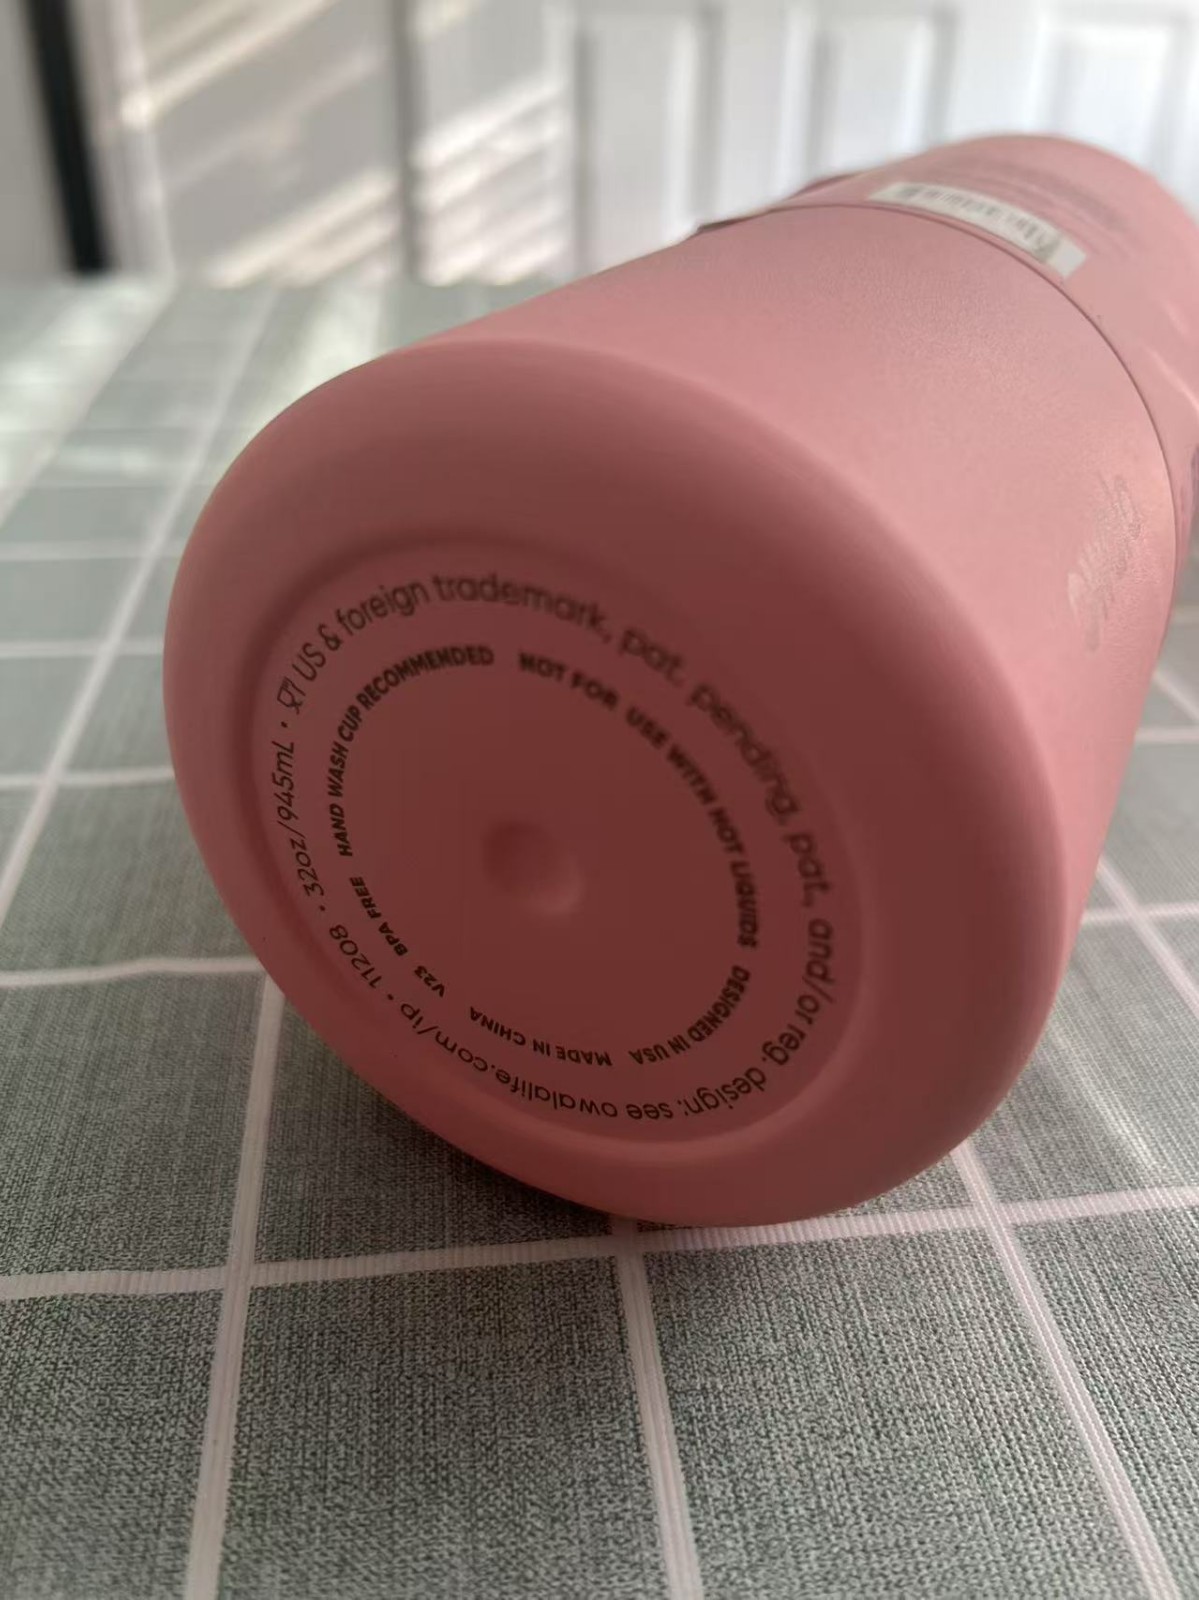 US & foreign trademark, pat. pending, pat. and/or reg. design: see owalalife.com/ip • 11208 • 32oz/945mL •
HAND WASH CUP RECOMMENDED NOT FOR USE WITH HOT LIQUIDS DESIGNED IN USA MADE IN CHINA V23 BPA FREE